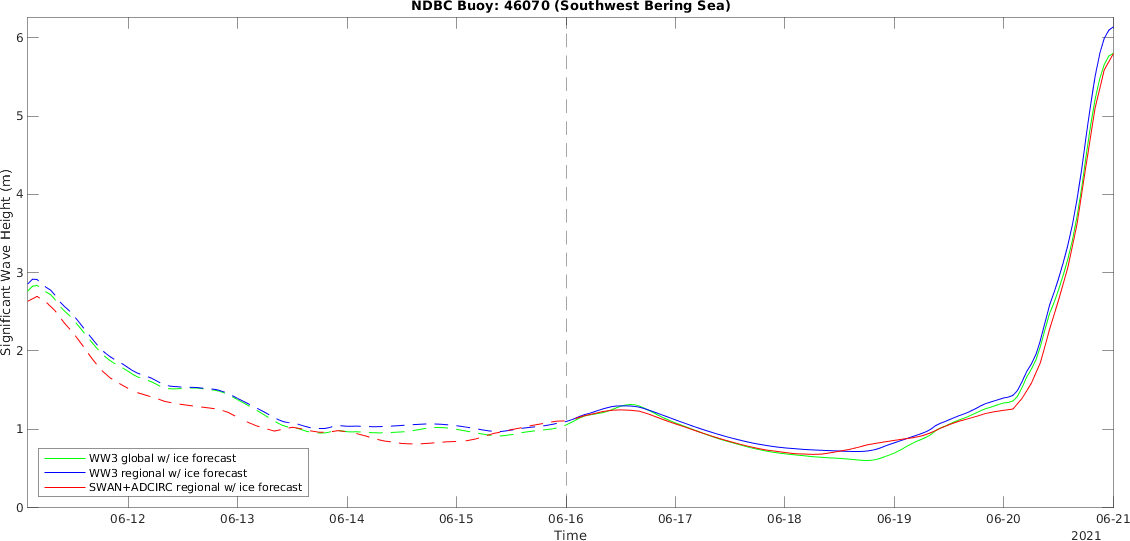 NDBC Buoy: 46070 (Southwest Bering Sea)
Significant Wave Height (m)
6
5
4
3
2
1
0
WW3 global w/ ice forecast
WW3 regional w/ ice forecast
SWAN+ADCIRC regional w/ ice forecast
06-12 06-13 06-14 06-15 06-16 06-17 06-18 06-19 06-20 06-21
Time
2021